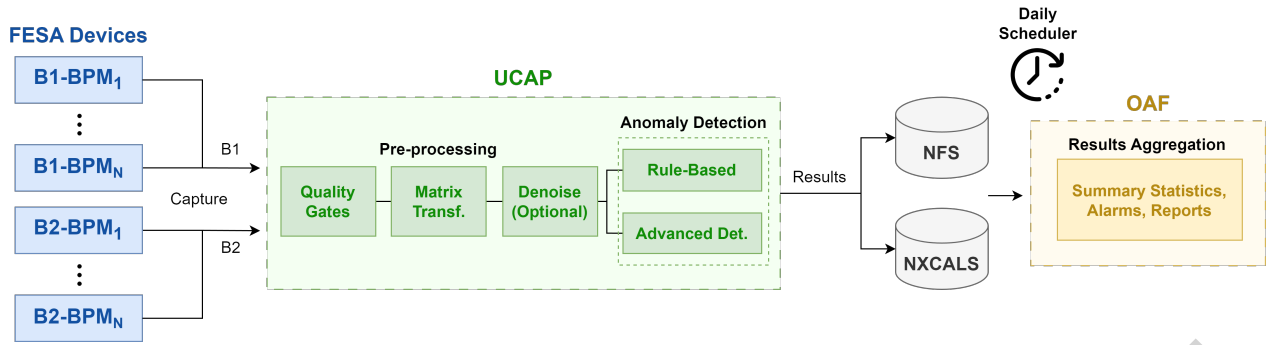 FESA Devices
B1-BPM1
B1-BPMN
B2-BPM1
B2-BPMN
B1
Capture
B2
UCAP
Pre-processing
Quality
Gates
Matrix
Transf.
Denoise
(Optional)
Anomaly Detection
Rule-Based
Advanced Det.
Results
NFS
NXCALS
Daily
Scheduler
OAF
Results Aggregation
Summary Statistics,
Alarms, Reports